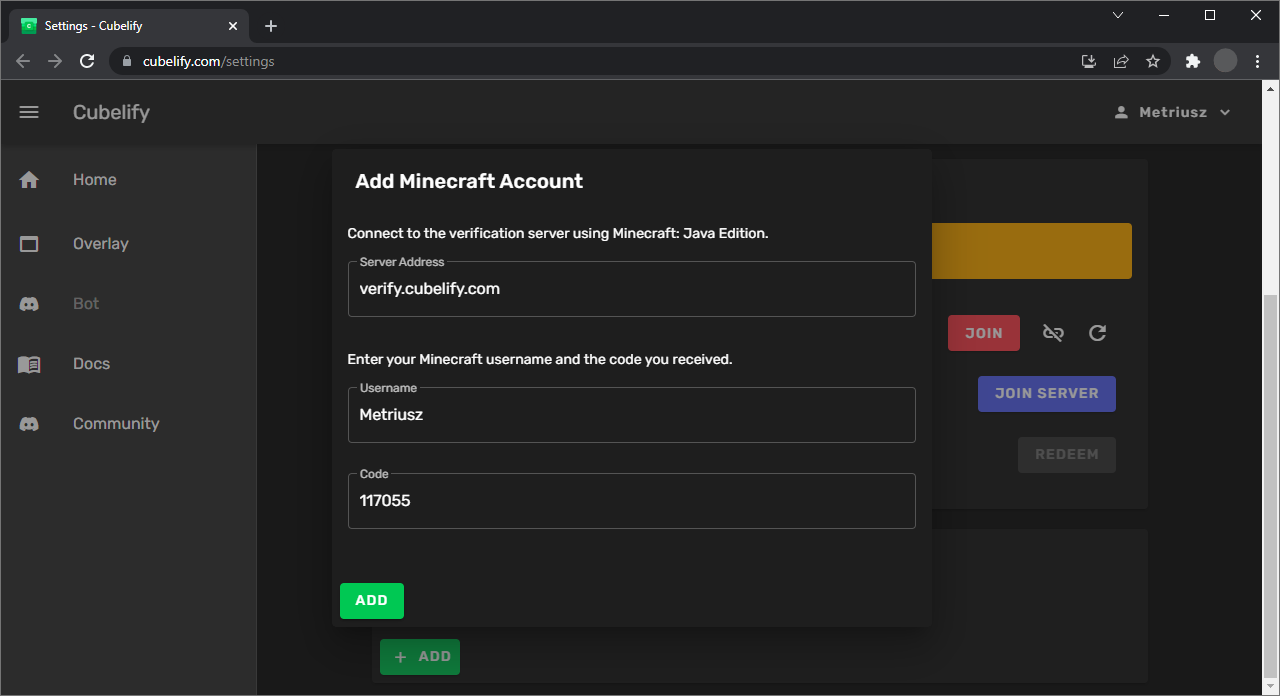 Settings - Cubelify
cubelify.com/settings
Cubelify
Metriusz
Home
Overlay
Bot
Docs
Community
Add Minecraft Account
Connect to the verification server using Minecraft: Java Edition.
Server Address
verify.cubelify.com
Enter your Minecraft username and the code you received.
Username
Metriusz
Code
117055
ADD
JOIN
JOIN SERVER
REDEEM
+ ADD